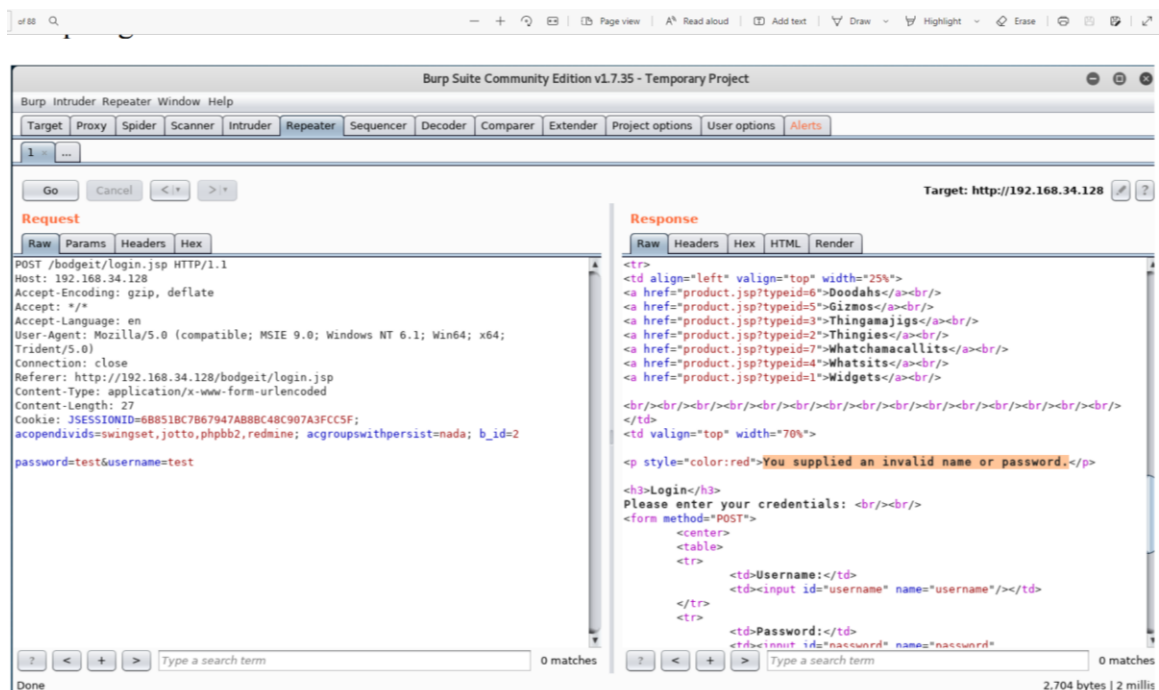 of 88
Page view
Read aloud
Add text
Draw
Highlight
Erase
Burp Suite Community Edition v1.7.35 - Temporary Project
Burp Intruder Repeater Window Help
Target Proxy Spider Scanner Intruder Repeater Sequencer Decoder Comparer Extender Project options User options Alerts
1 × ...
Go Cancel < > Target: http://192.168.34.128 ?
Request
Raw Params Headers Hex
POST /bodgeit/login.jsp HTTP/1.1
Host: 192.168.34.128
Accept-Encoding: gzip, deflate
Accept: */*
Accept-Language: en
User-Agent: Mozilla/5.0 (compatible; MSIE 9.0; Windows NT 6.1; Win64; x64;
Trident/5.0)
Connection: close
Referer: http://192.168.34.128/bodgeit/login.jsp
Content-Type: application/x-www-form-urlencoded
Content-Length: 27
Cookie: JSESSIONID=6B851BC7B67947AB8BC48C907A3FCC5F;
acopendivids=swingset,jotto,phpbb2,redmine; acgroupswithpersist=nada; b_id=2
password=test&username=test
? < + > Type a search term 0 matches
Response
Raw Headers Hex HTML Render
<tr>
<td align="left" valign="top" width="25%">
<a href="product.jsp?typeid=6">Doodahs</a><br/>
<a href="product.jsp?typeid=5">Gizmos</a><br/>
<a href="product.jsp?typeid=3">Thingamajigs</a><br/>
<a href="product.jsp?typeid=2">Thingies</a><br/>
<a href="product.jsp?typeid=7">Whatchamacallits</a><br/>
<a href="product.jsp?typeid=4">Whatsits</a><br/>
<a href="product.jsp?typeid=1">Widgets</a><br/>
<br/><br/><br/><br/><br/><br/><br/><br/><br/><br/><br/><br/><br/><br/>
</td>
<td valign="top" width="70%">
<p style="color:red">You supplied an invalid name or password.</p>
<h3>Login</h3>
Please enter your credentials: <br/><br/>
<form method="POST">
<center>
<table>
<tr>
<td>Username:</td>
<td><input id="username" name="username"/></td>
</tr>
<tr>
<td>Password:</td>
<td><input id="password" name="password"
? < + > Type a search term 0 matches
Done
2,704 bytes | 2 millis